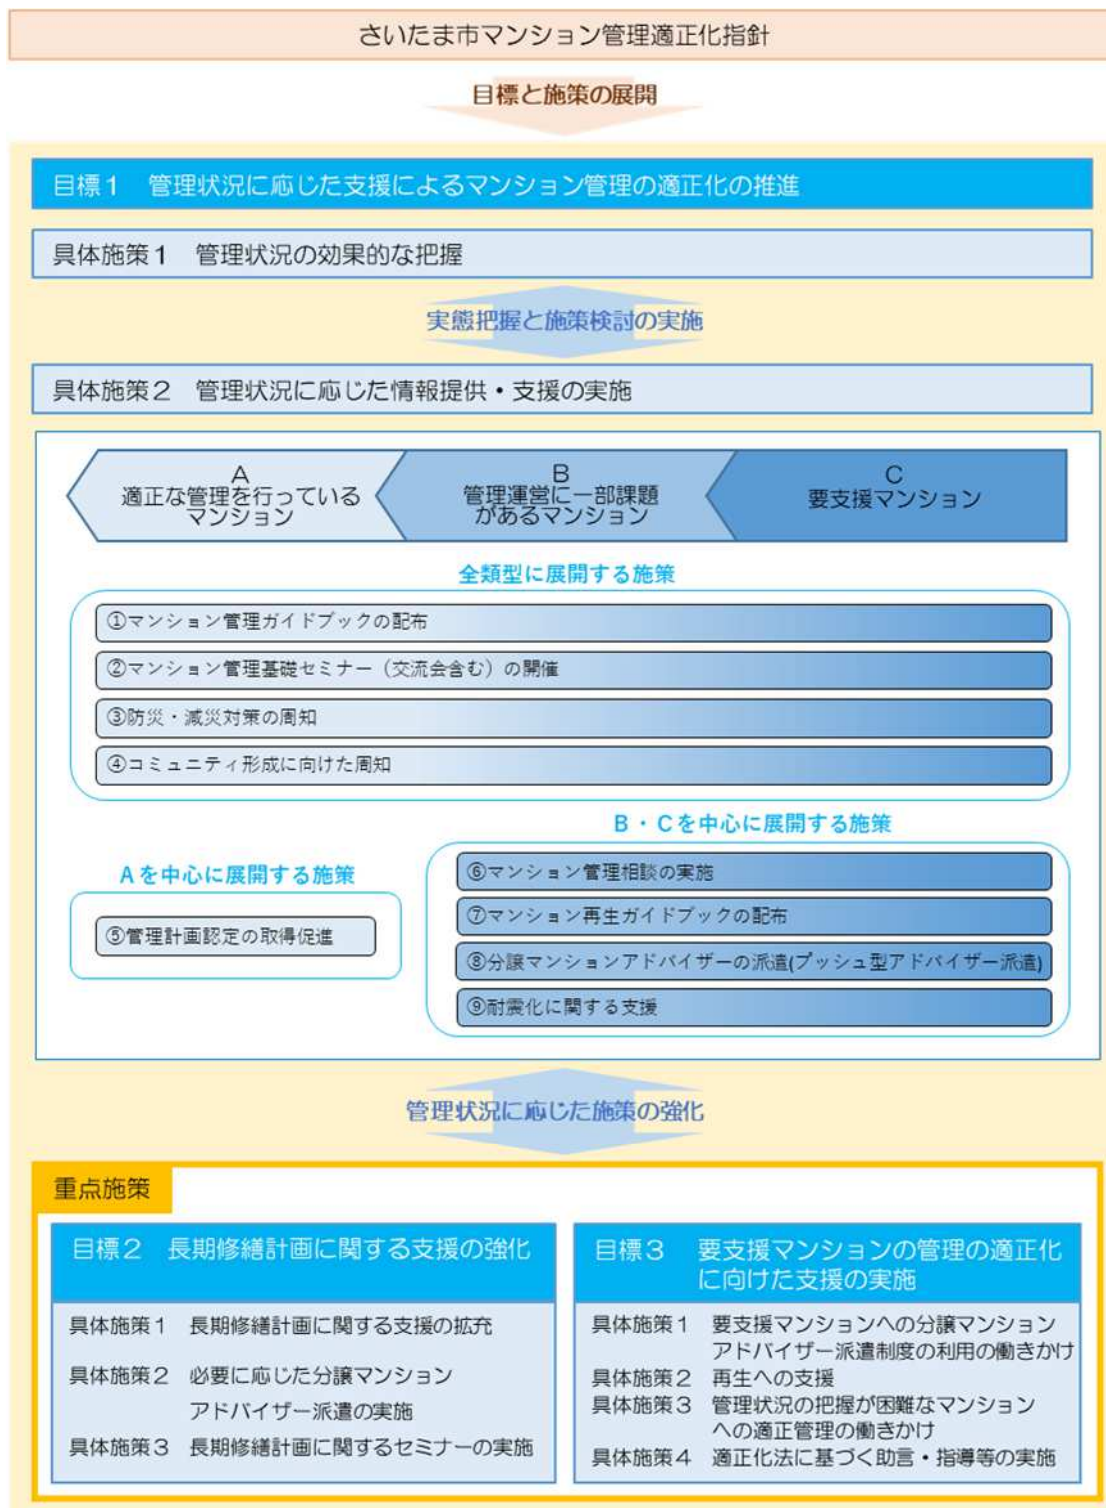 さいたま市マンション管理適正化指針
目標と施策の展開
目標1 管理状況に応じた支援によるマンション管理の適正化の推進
具体施策1 管理状況の効果的な把握
実態把握と施策検討の実施
具体施策2 管理状況に応じた情報提供・支援の実施
A
適正な管理を行っている
マンション
B
管理運営に一部課題
があるマンション
C
要支援マンション
全類型に展開する施策
①マンション管理ガイドブックの配布
②マンション管理基礎セミナー（交流会含む）の開催
③防災・減災対策の周知
④コミュニティ形成に向けた周知
Aを中心に展開する施策
⑤管理計画認定の取得促進
B・Cを中心に展開する施策
⑥マンション管理相談の実施
⑦マンション再生ガイドブックの配布
⑧分譲マンションアドバイザーの派遣(プッシュ型アドバイザー派遣)
⑨耐震化に関する支援
管理状況に応じた施策の強化
重点施策
目標2 長期修繕計画に関する支援の強化
具体施策1 長期修繕計画に関する支援の拡充
具体施策2 必要に応じた分譲マンション
アドバイザー派遣の実施
具体施策3 長期修繕計画に関するセミナーの実施
目標3 要支援マンションの管理の適正化
に向けた支援の実施
具体施策1 要支援マンションへの分譲マンション
アドバイザー派遣制度の利用の働きかけ
具体施策2 再生への支援
具体施策3 管理状況の把握が困難なマンション
への適正管理の働きかけ
具体施策4 適正化法に基づく助言・指導等の実施